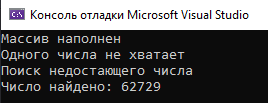 Консоль отладки Microsoft Visual Studio
Массив наполнен
Одного числа не хватает
Поиск недостающего числа
Число найдено: 62729